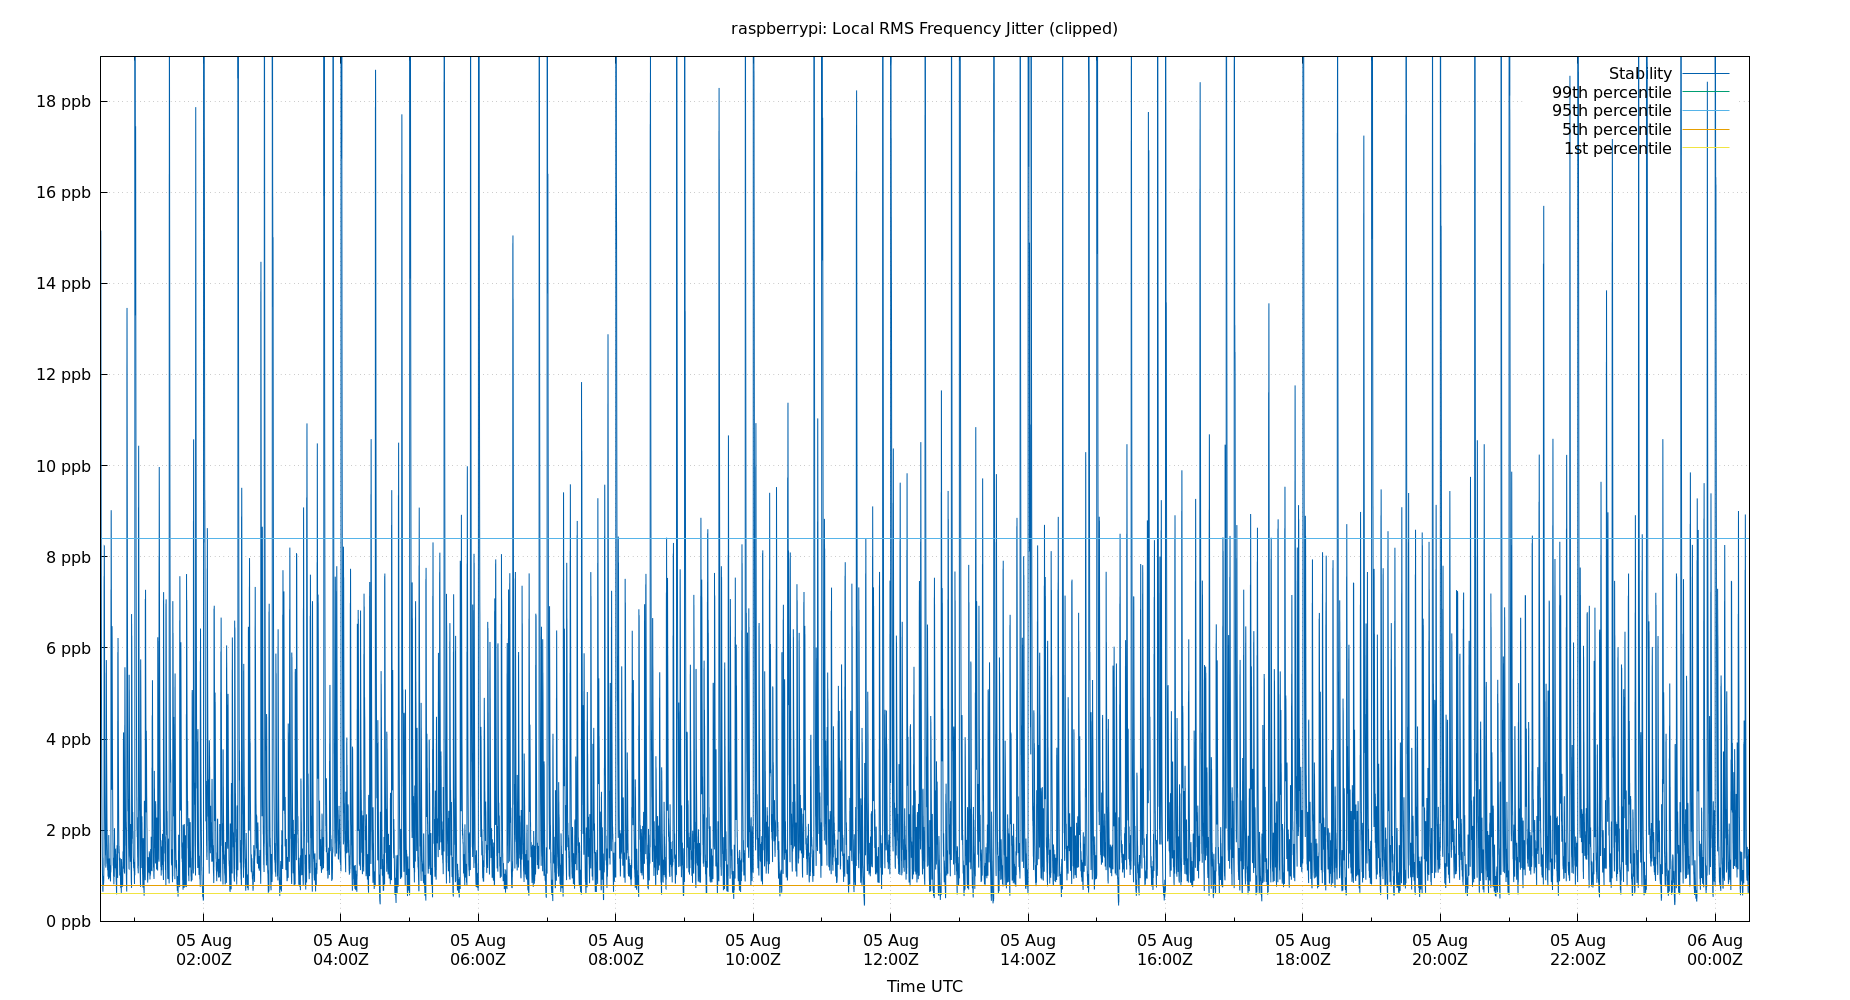 raspberrypi: Local RMS Frequency Jitter (clipped)
Stability
99th percentile
95th percentile
5th percentile
1st percentile
18 ppb
16 ppb
14 ppb
12 ppb
10 ppb
8 ppb
6 ppb
4 ppb
2 ppb
0 ppb
05 Aug 05 Aug 05 Aug 05 Aug 05 Aug 05 Aug 05 Aug 05 Aug 05 Aug 05 Aug 05 Aug 06 Aug
02:00Z 04:00Z 06:00Z 08:00Z 10:00Z 12:00Z 14:00Z 16:00Z 18:00Z 20:00Z 22:00Z 00:00Z
Time UTC